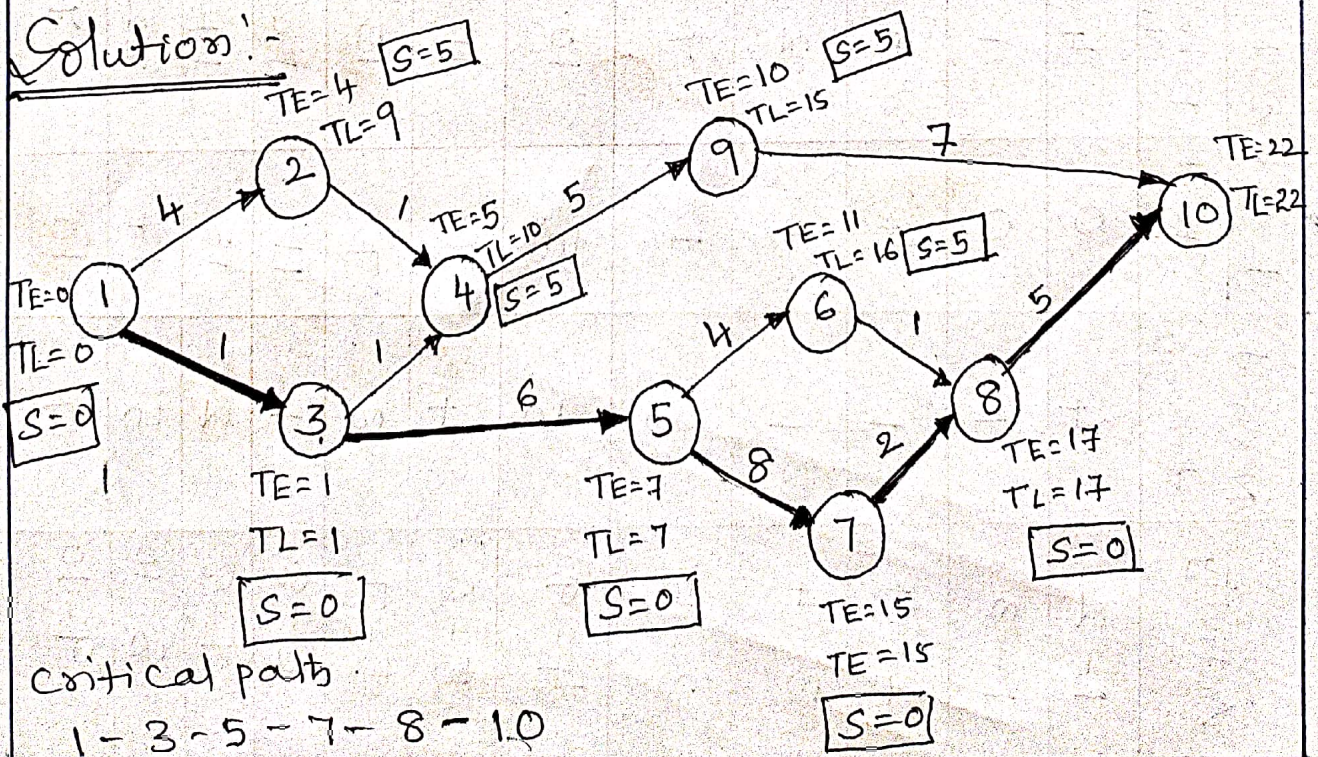 Solution:-
S=5
TE=4
TL=9
2
4
1
TE=0
1
TL=0
S=0
1
1
3
TE=1
TL=1
S=0
1
TE=5
TL=10
4
S=5
5
TE=10
S=5
TL=15
9
7
TE=22
TL=22
10
6
5
TE=7
TL=7
S=0
4
TE=11
TL=16
S=5
6
1
8
7
TE=15
TE=15
S=0
2
8
TE=17
TL=17
S=0
5
critical path.
1-3-5-7-8-10